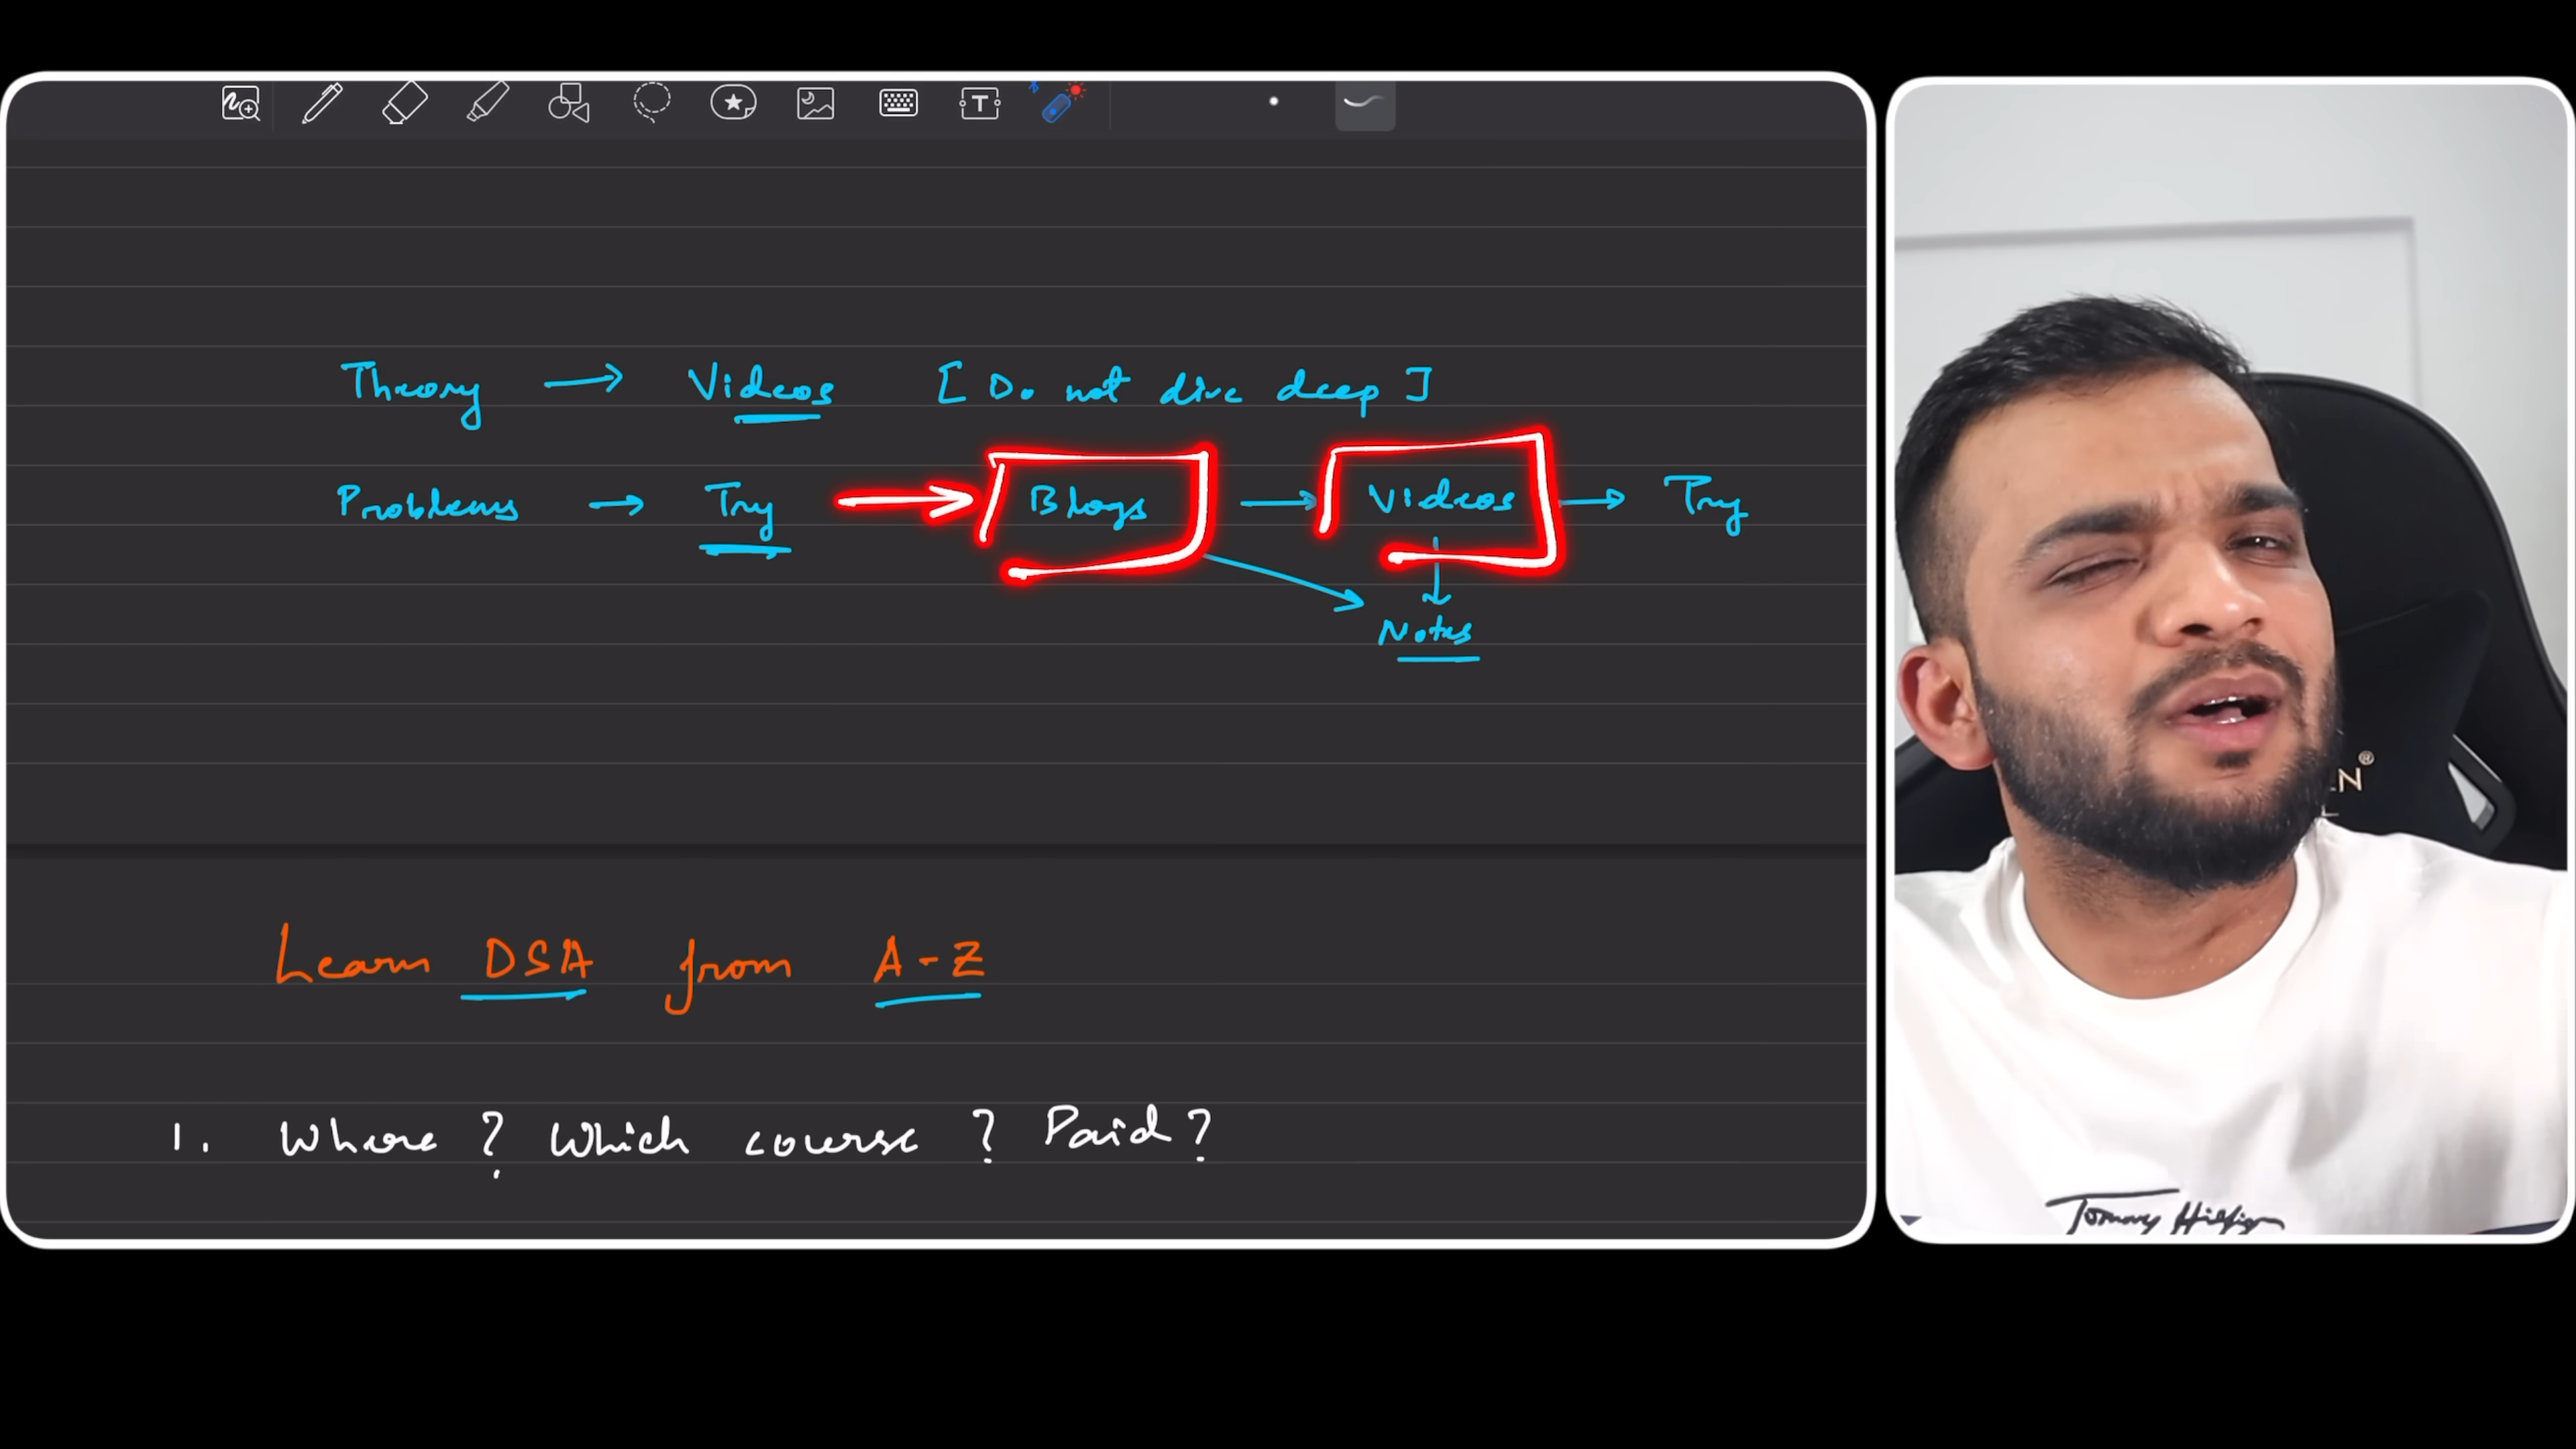 Theory → Videos [Do not dive deep]
Problems → Try → Blogs → Videos → Try
Notes
Learn DSA from A-Z
1. Where? Which course? Paid?
N®
Tommy Hilfiger